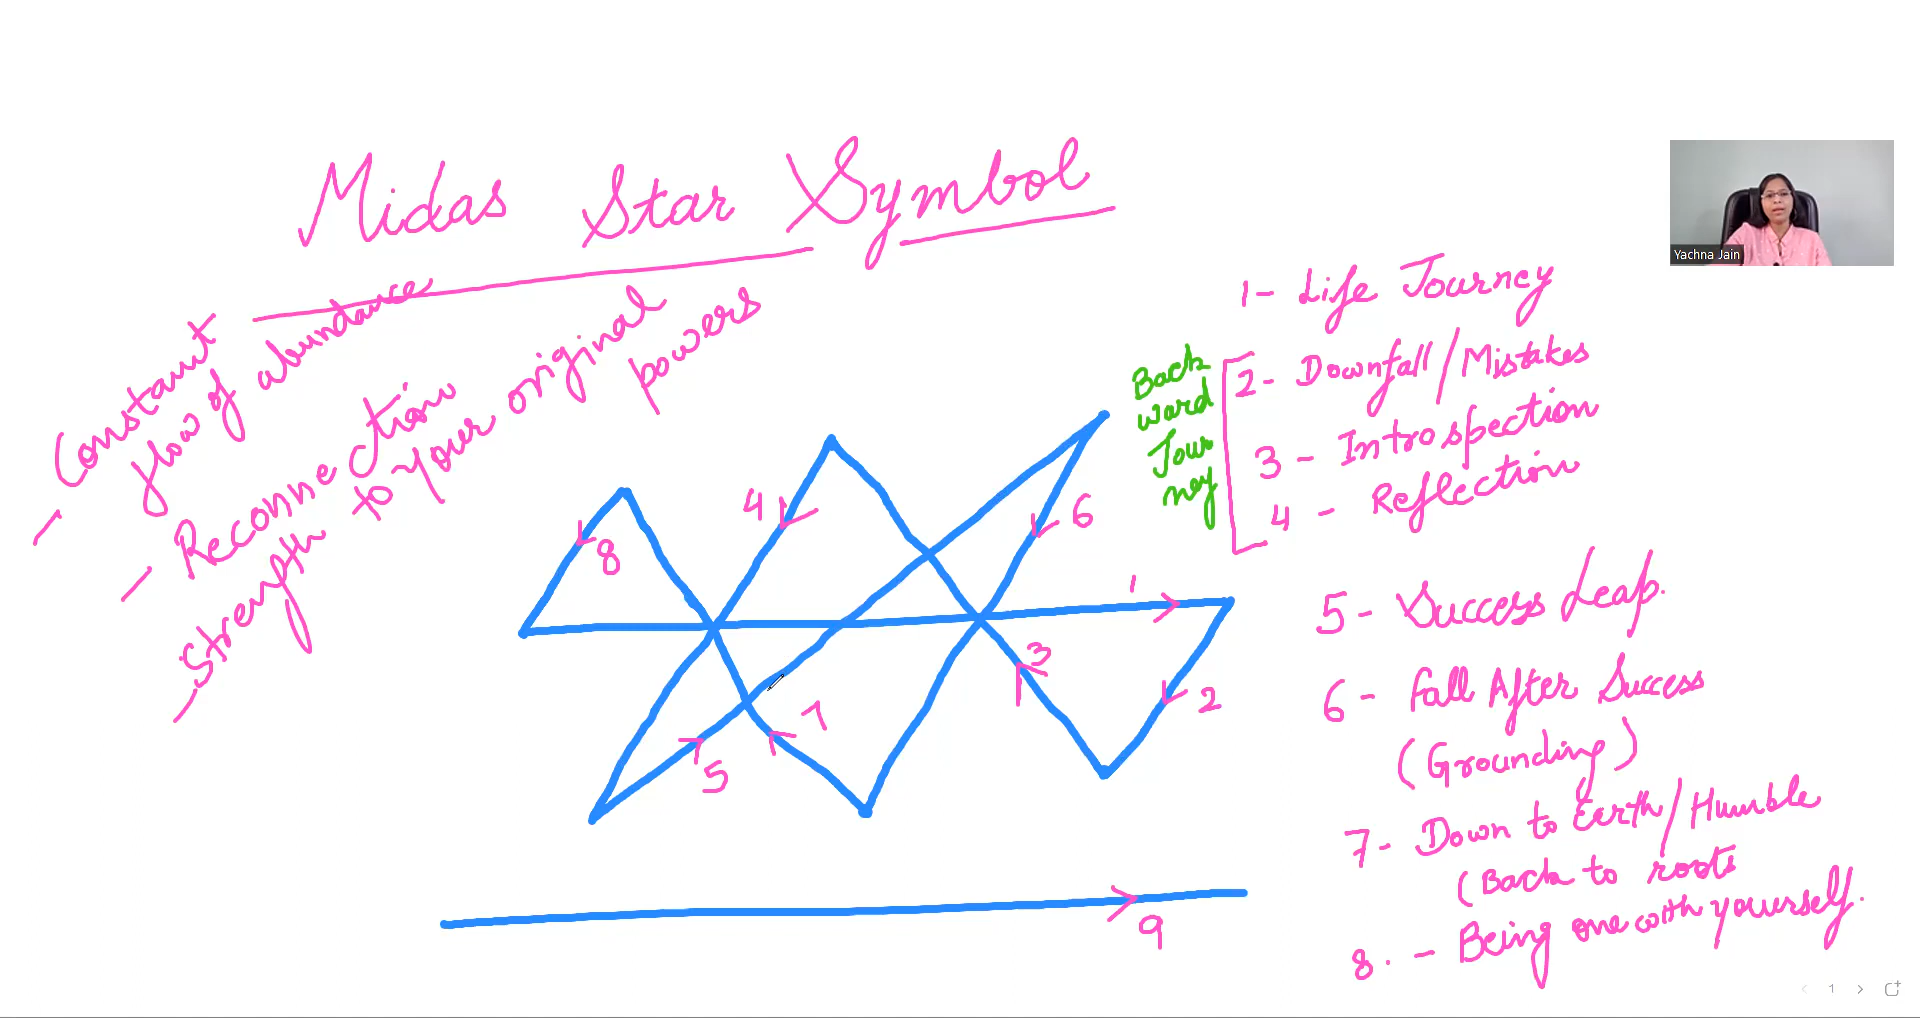 Midas Star Symbol
- Constant
flow of abundance
- Reconnection
to your original
powers
- Strength
Yachna Jain
1 - Life Journey
2 - Downfall/Mistakes
3 - Introspection
4 - Reflection
Back
ward
Jour
ney
5 - Success Leap.
6 - Fall After Success
(Grounding)
7 - Down to Earth/Humble
(Back to roots
8. - Being one with yourself.
8
4
6
1
3
2
7
5
9
1